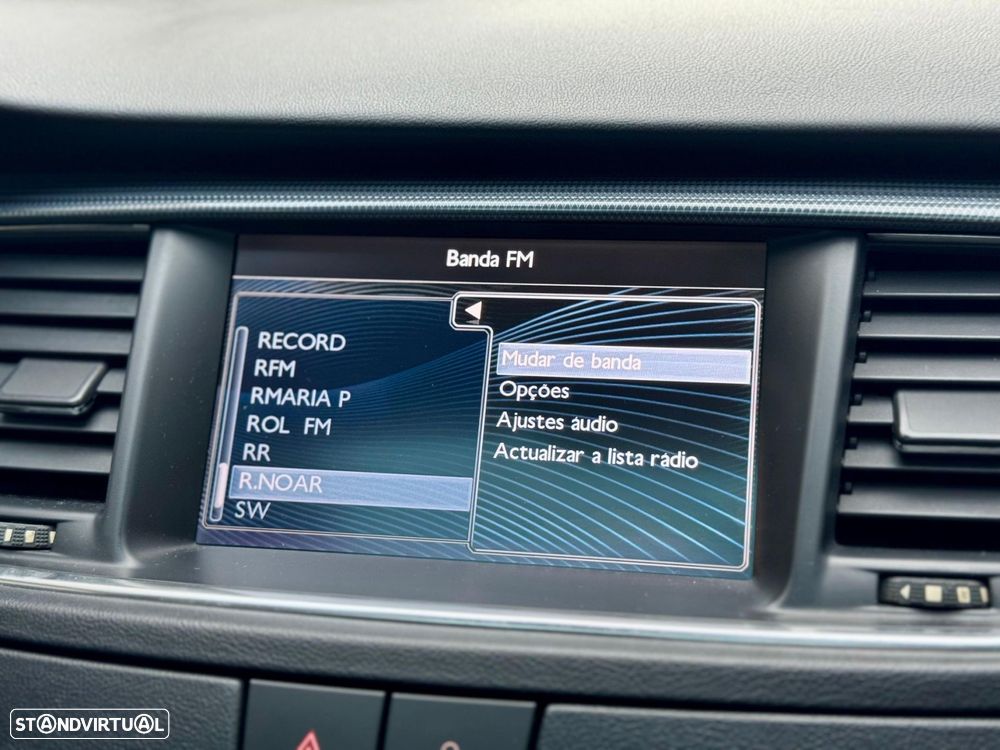 Banda FM
RECORD
RFM
RMARIA P
ROL FM
RR
R.NOAR
SW
Mudar de banda
Opções
Ajustes áudio
Actualizar a lista rádio
STANDVIRTUAL